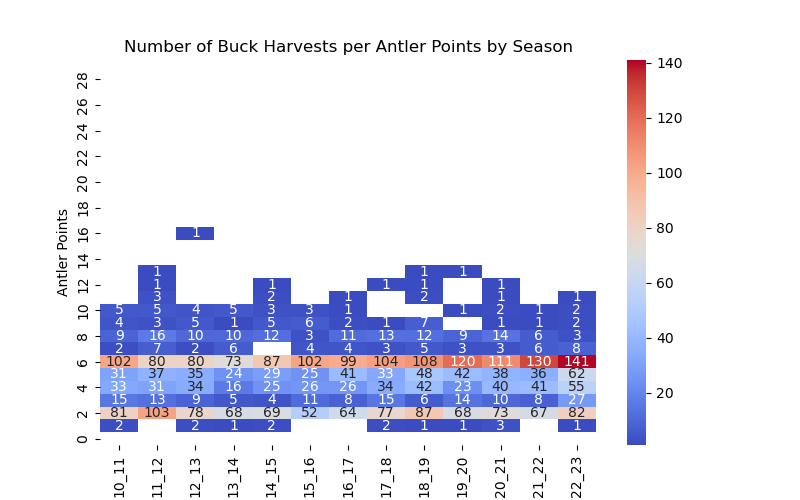 Number of Buck Harvests per Antler Points by Season
Antler Points
28
26
24
22
20
18
16 1
14
1 1 1
12 1 1 1 1 1
3 2 1 2 1 1
10 5 5 4 5 3 3 1 1 2 1 2
4 3 5 1 5 6 2 1 7 1 1 2
8 9 16 10 10 12 3 11 13 12 9 14 6 3
2 7 2 6 4 4 3 5 3 3 6 8
6 102 80 80 73 87 102 99 104 108 120 111 130 141
31 37 35 24 29 25 41 33 48 42 38 36 62
4 33 31 34 16 25 26 26 34 42 23 40 41 55
15 13 9 5 4 11 8 15 6 14 10 8 27
2 81 103 78 68 69 52 64 77 87 68 73 67 82
2 2 1 2 2 1 1 3 1
0
10_11 11_12 12_13 13_14 14_15 15_16 16_17 17_18 18_19 19_20 20_21 21_22 22_23
140
120
100
80
60
40
20